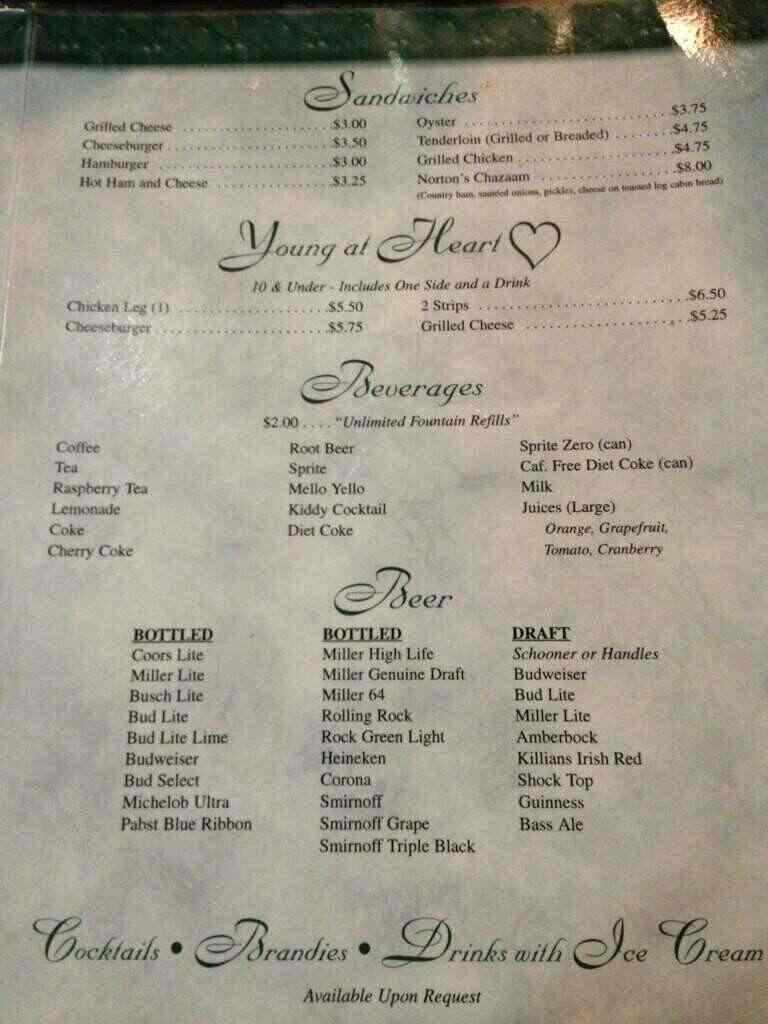 Sandwiches
Grilled Cheese ..................... $3.00
Cheeseburger ...................... $3.50
Hamburger ......................... $3.00
Hot Ham and Cheese ................ $3.25
Oyster ............................. $3.75
Tenderloin (Grilled or Breaded) ....... $4.75
Grilled Chicken ..................... $4.75
Norton's Chazaam .................. $8.00
(Country ham, sautéed onions, pickles, cheese on toasted log cabin bread)
Young at Heart
10 & Under - Includes One Side and a Drink
Chicken Leg (1) ..................... $5.50
Cheeseburger ....................... $5.75
2 Strips ............................ $6.50
Grilled Cheese ..................... $5.25
Beverages
$2.00 .... "Unlimited Fountain Refills"
Coffee
Tea
Raspberry Tea
Lemonade
Coke
Cherry Coke
Root Beer
Sprite
Mello Yello
Kiddy Cocktail
Diet Coke
Sprite Zero (can)
Caf. Free Diet Coke (can)
Milk
Juices (Large)
Orange, Grapefruit,
Tomato, Cranberry
Beer
BOTTLED
Coors Lite
Miller Lite
Busch Lite
Bud Lite
Bud Lite Lime
Budweiser
Bud Select
Michelob Ultra
Pabst Blue Ribbon
BOTTLED
Miller High Life
Miller Genuine Draft
Miller 64
Rolling Rock
Rock Green Light
Heineken
Corona
Smirnoff
Smirnoff Grape
Smirnoff Triple Black
DRAFT
Schooner or Handles
Budweiser
Bud Lite
Miller Lite
Amberbock
Killians Irish Red
Shock Top
Guinness
Bass Ale
Cocktails • Brandies • Drinks with Ice Cream
Available Upon Request